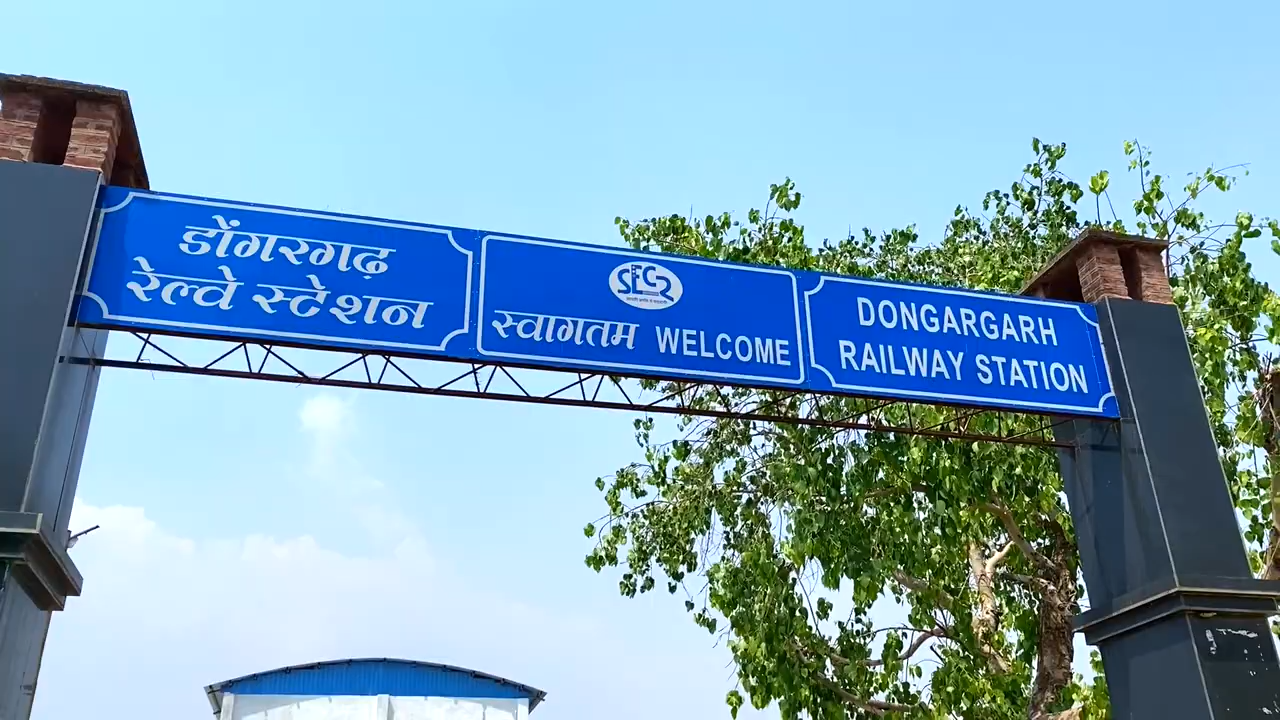 डोंगरगढ़
रेल्वे स्टेशन
SECR
स्वागतम WELCOME
DONGARGARH
RAILWAY STATION